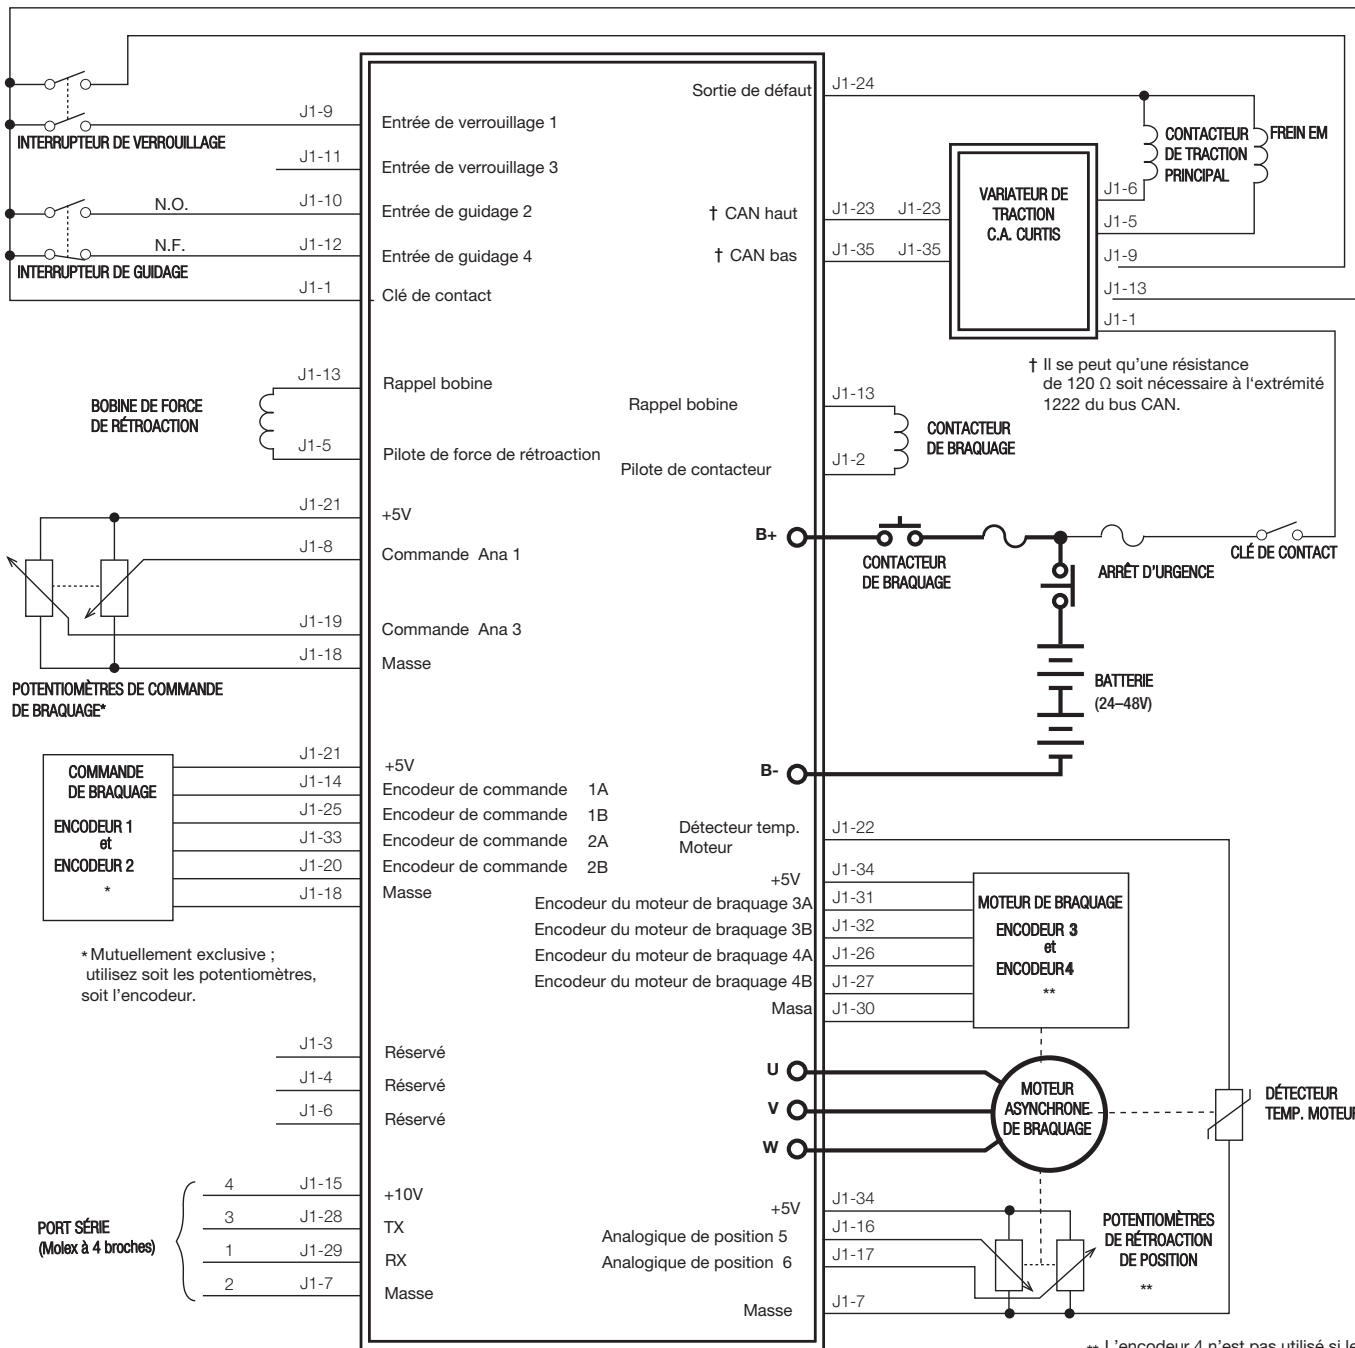 J1-9
Entrée de verrouillage 1
INTERRUPTEUR DE VERROUILLAGE
J1-11
Entrée de verrouillage 3
N.O.
J1-10
Entrée de guidage 2
N.F.
J1-12
Entrée de guidage 4
INTERRUPTEUR DE GUIDAGE
J1-1
Clé de contact
BOBINE DE FORCE
DE RÉTROACTION
J1-13
Rappel bobine
J1-5
Pilote de force de rétroaction
J1-21
+5V
J1-8
Commande Ana 1
J1-19
Commande Ana 3
J1-18
Masse
POTENTIOMÈTRES DE COMMANDE
DE BRAQUAGE*
COMMANDE
DE BRAQUAGE
ENCODEUR 1
et
ENCODEUR 2
*
J1-21
+5V
J1-14
Encodeur de commande 1A
J1-25
Encodeur de commande 1B
J1-33
Encodeur de commande 2A
J1-20
Encodeur de commande 2B
J1-18
Masse
* Mutuellement exclusive ;
utilisez soit les potentiomètres,
soit l'encodeur.
J1-3
Réservé
J1-4
Réservé
J1-6
Réservé
PORT SÉRIE
(Molex à 4 broches)
4
J1-15
+10V
3
J1-28
TX
1
J1-29
RX
2
J1-7
Masse
Sortie de défaut
J1-24
CONTACTEUR
DE TRACTION
PRINCIPAL
FREIN EM
VARIATEUR DE
TRACTION
C.A. CURTIS
J1-6
J1-5
J1-9
J1-13
J1-1
† CAN haut
J1-23
J1-23
† CAN bas
J1-35
J1-35
† Il se peut qu'une résistance
de 120 Ω soit nécessaire à l'extrémité
1222 du bus CAN.
Rappel bobine
J1-13
CONTACTEUR
DE BRAQUAGE
Pilote de contacteur
J1-2
B+
CONTACTEUR
DE BRAQUAGE
ARRÊT D'URGENCE
CLÉ DE CONTACT
BATTERIE
(24–48V)
B-
Détecteur temp.
Moteur
J1-22
+5V
J1-34
Encodeur du moteur de braquage 3A
J1-31
Encodeur du moteur de braquage 3B
J1-32
Encodeur du moteur de braquage 4A
J1-26
Encodeur du moteur de braquage 4B
J1-27
Masa
J1-30
MOTEUR DE BRAQUAGE
ENCODEUR 3
et
ENCODEUR4
**
U
V
W
MOTEUR
ASYNCHRONE
DE BRAQUAGE
DÉTECTEUR
TEMP. MOTEUR
+5V
J1-34
Analogique de position 5
J1-16
Analogique de position 6
J1-17
Masse
J1-7
POTENTIOMÈTRES
DE RÉTROACTION
DE POSITION
**
** L'encodeur 4 n'est pas utilisé si le